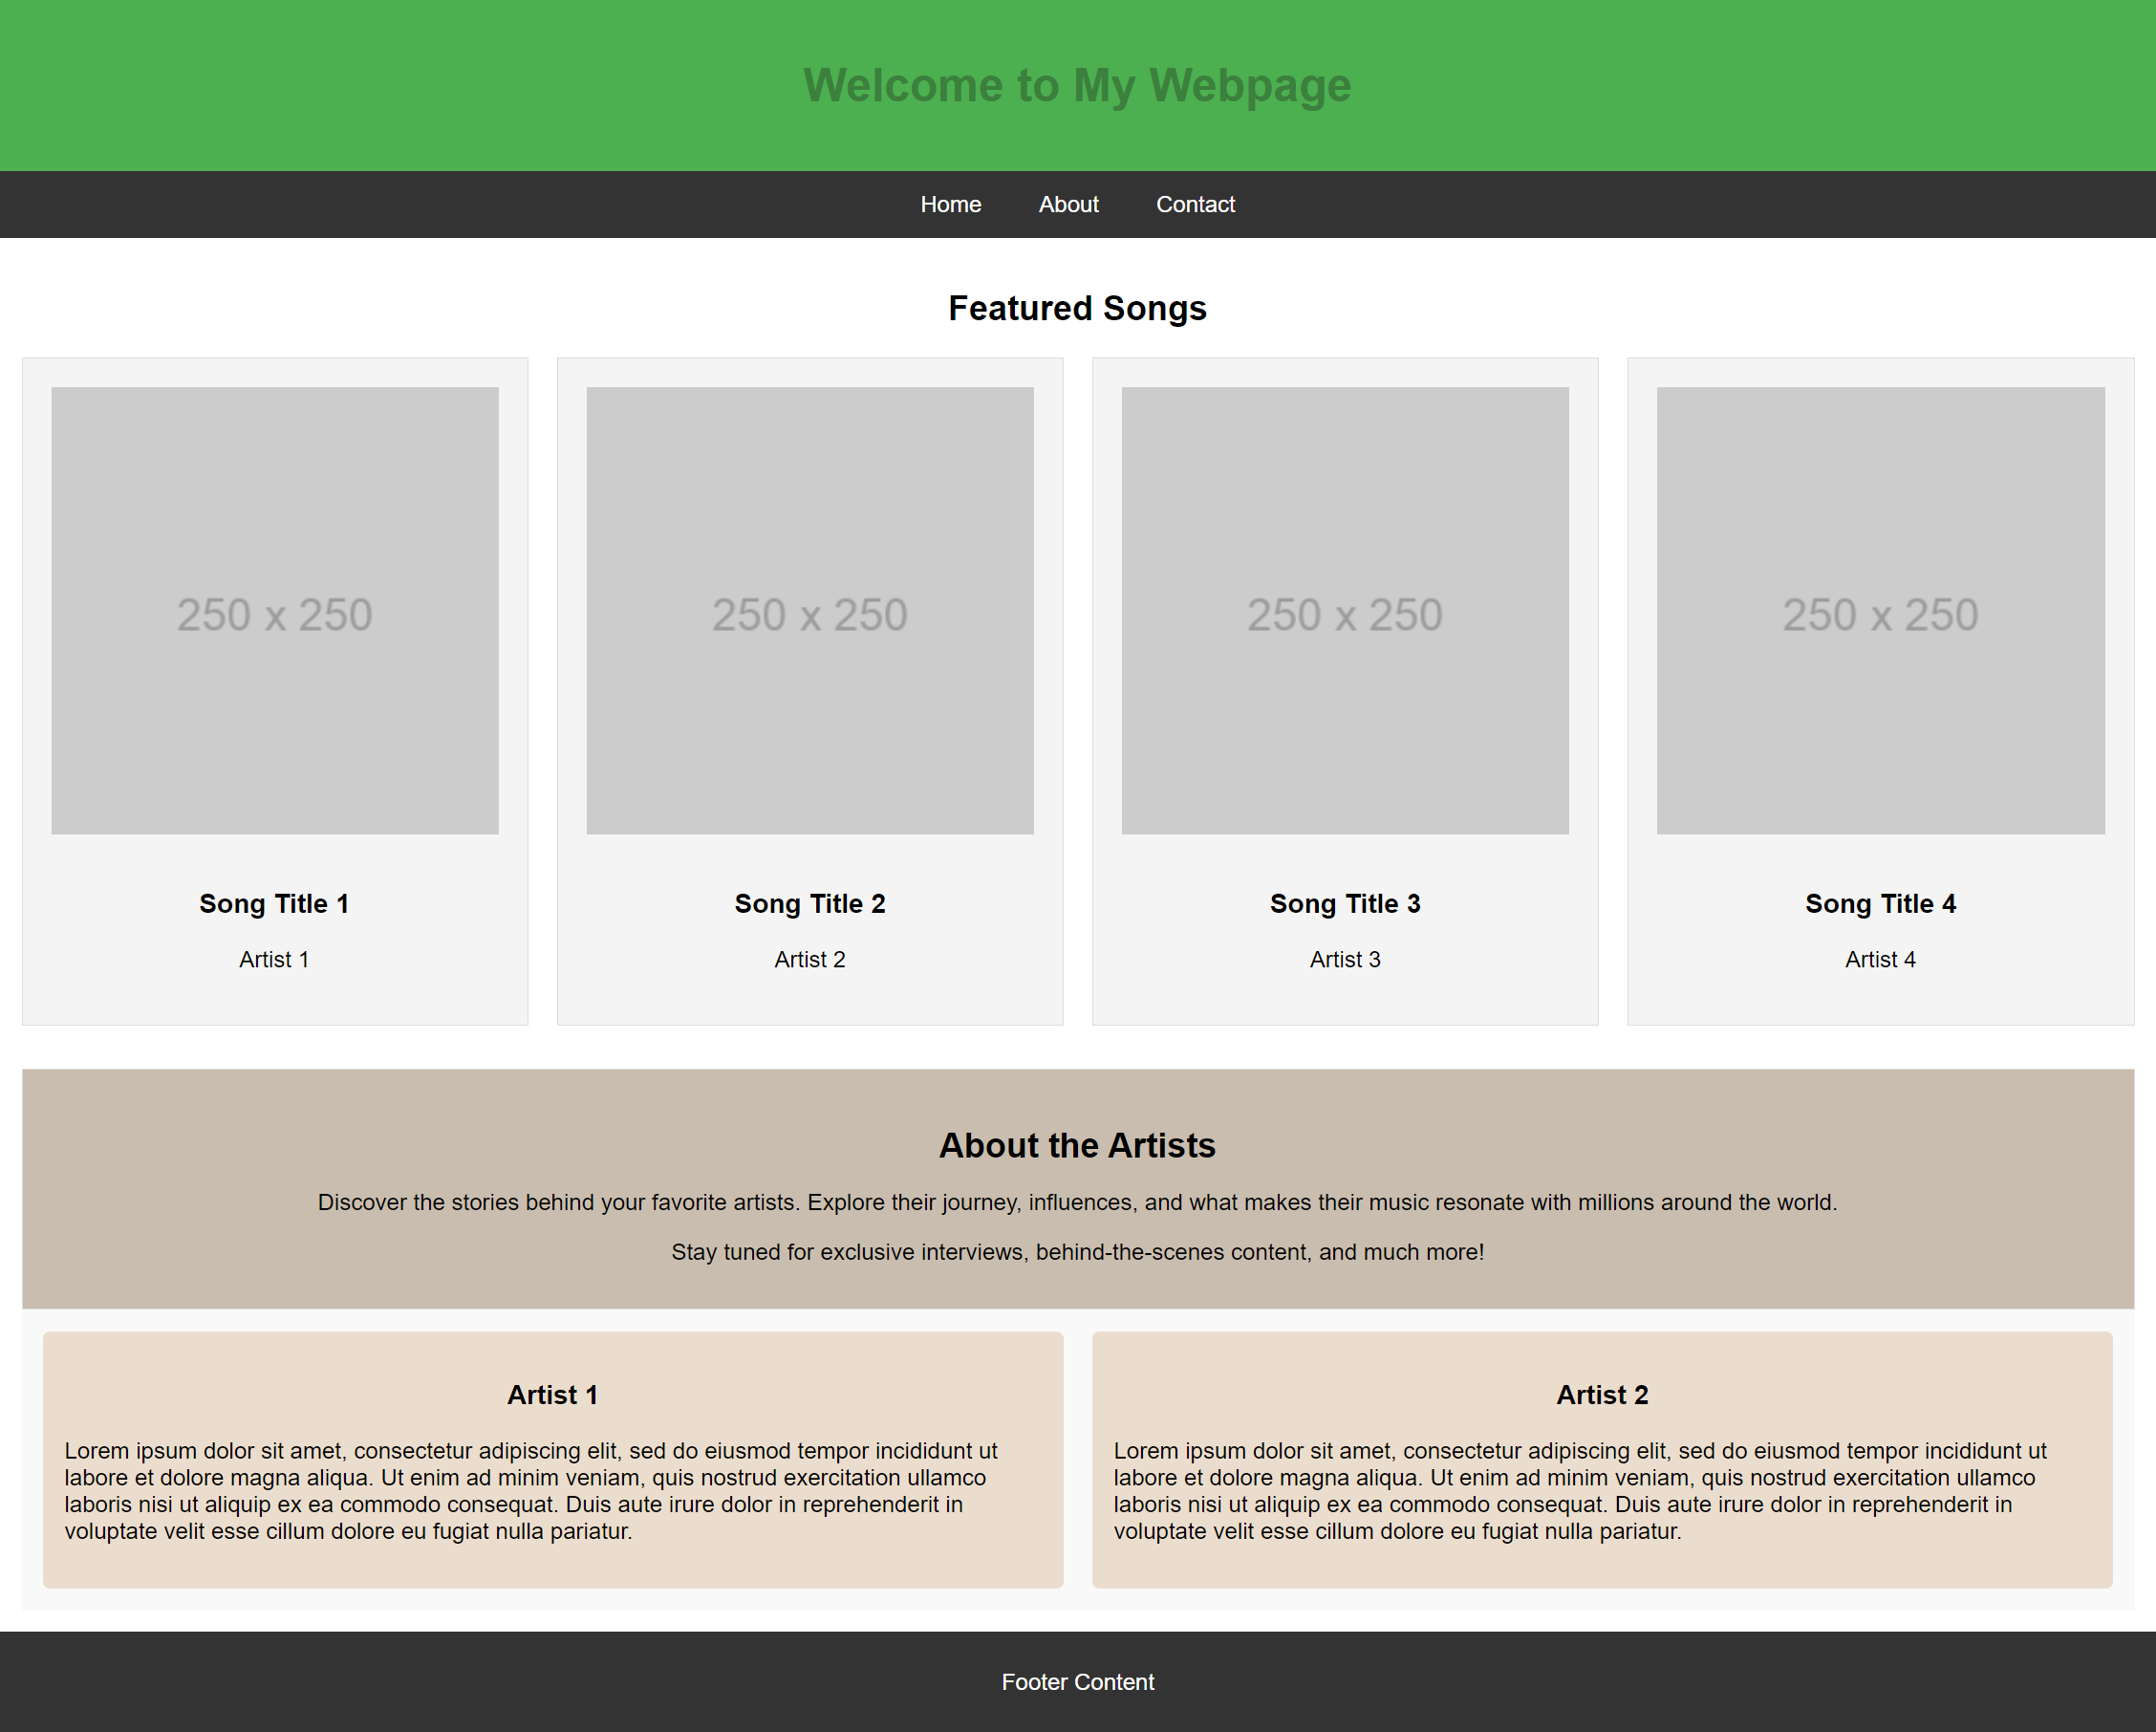 Welcome to My Webpage
Home About Contact
Featured Songs
250 x 250 250 x 250 250 x 250 250 x 250
Song Title 1 Song Title 2 Song Title 3 Song Title 4
Artist 1 Artist 2 Artist 3 Artist 4
About the Artists
Discover the stories behind your favorite artists. Explore their journey, influences, and what makes their music resonate with millions around the world.
Stay tuned for exclusive interviews, behind-the-scenes content, and much more!
Artist 1
Lorem ipsum dolor sit amet, consectetur adipiscing elit, sed do eiusmod tempor incididunt ut
labore et dolore magna aliqua. Ut enim ad minim veniam, quis nostrud exercitation ullamco
laboris nisi ut aliquip ex ea commodo consequat. Duis aute irure dolor in reprehenderit in
voluptate velit esse cillum dolore eu fugiat nulla pariatur.
Artist 2
Lorem ipsum dolor sit amet, consectetur adipiscing elit, sed do eiusmod tempor incididunt ut
labore et dolore magna aliqua. Ut enim ad minim veniam, quis nostrud exercitation ullamco
laboris nisi ut aliquip ex ea commodo consequat. Duis aute irure dolor in reprehenderit in
voluptate velit esse cillum dolore eu fugiat nulla pariatur.
Footer Content